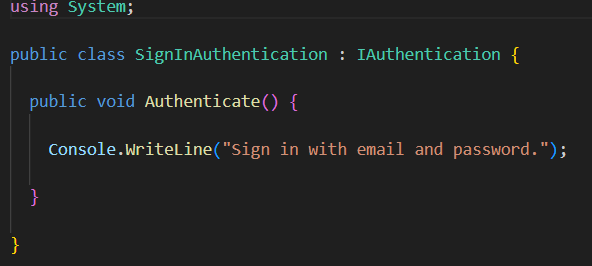 using System;
public class SignInAuthentication : IAuthentication {
public void Authenticate() {
Console.WriteLine("Sign in with email and password.");
}
}